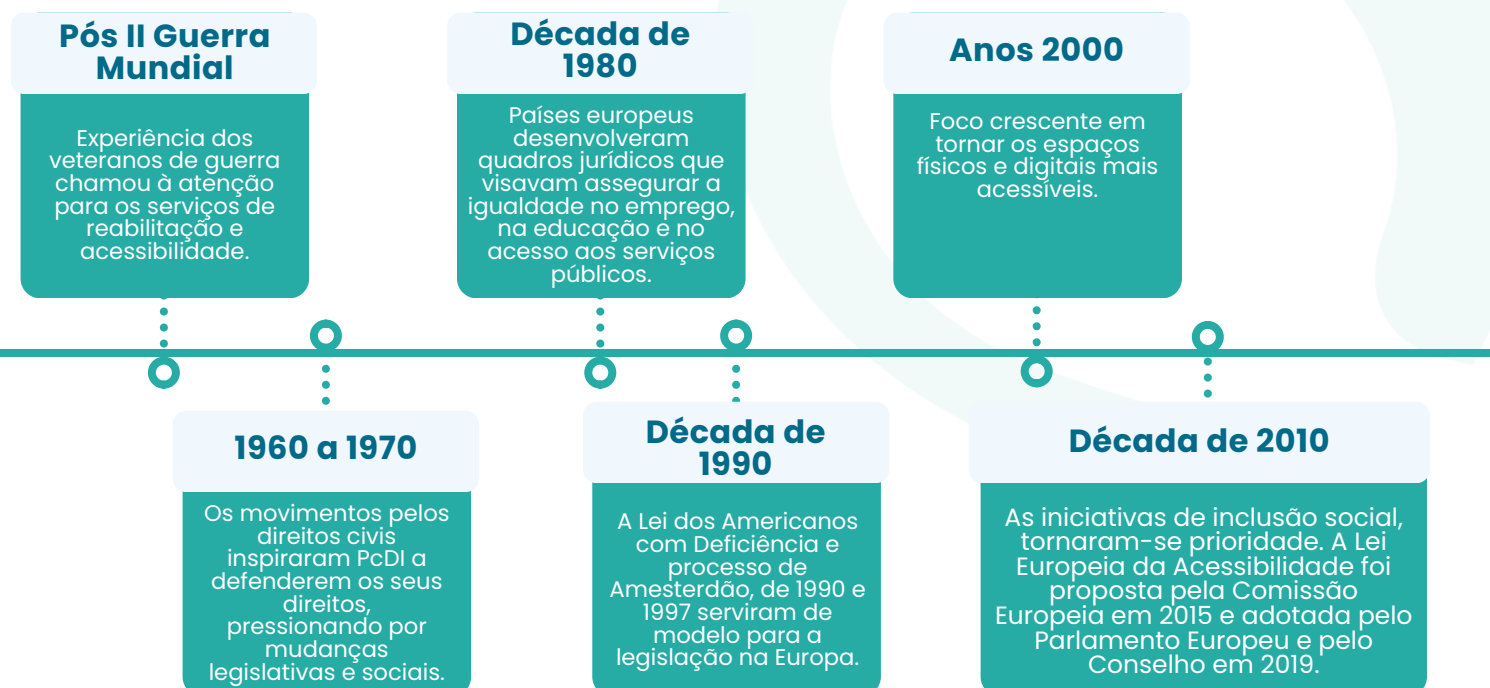 Pós II Guerra
Mundial
Experiência dos
veteranos de guerra
chamou à atenção
para os serviços de
reabilitação e
acessibilidade.
1960 a 1970
Os movimentos pelos
direitos civis
inspiraram PcDI a
defenderem os seus
direitos,
pressionando por
mudanças
legislativas e sociais.
Década de
1980
Países europeus
desenvolveram
quadros jurídicos que
visavam assegurar a
igualdade no emprego,
na educação e no
acesso aos serviços
públicos.
Década de
1990
A Lei dos Americanos
com Deficiência e
processo de
Amesterdão, de 1990 e
1997 serviram de
modelo para a
legislação na Europa.
Anos 2000
Foco crescente em
tornar os espaços
físicos e digitais mais
acessíveis.
Década de 2010
As iniciativas de inclusão social,
tornaram-se prioridade. A Lei
Europeia da Acessibilidade foi
proposta pela Comissão
Europeia em 2015 e adotada pelo
Parlamento Europeu e pelo
Conselho em 2019.